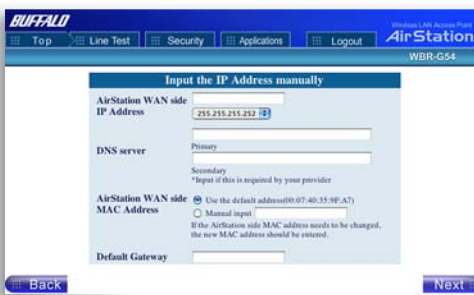 BUFFALO
Wireless LAN Access Point
AirStation
Top
Line Test
Security
Applications
Logout
WBR-G54
Input the IP Address manually
AirStation WAN side
IP Address
255.255.255.252
DNS server
Primary
Secondary
*Input if this is required by your provider
AirStation WAN side
MAC Address
Use the default address(00:07:40:35:9F:A7)
Manual input
If the AirStation side MAC address needs to be changed,
the new MAC address should be entered.
Default Gateway
Back
Next